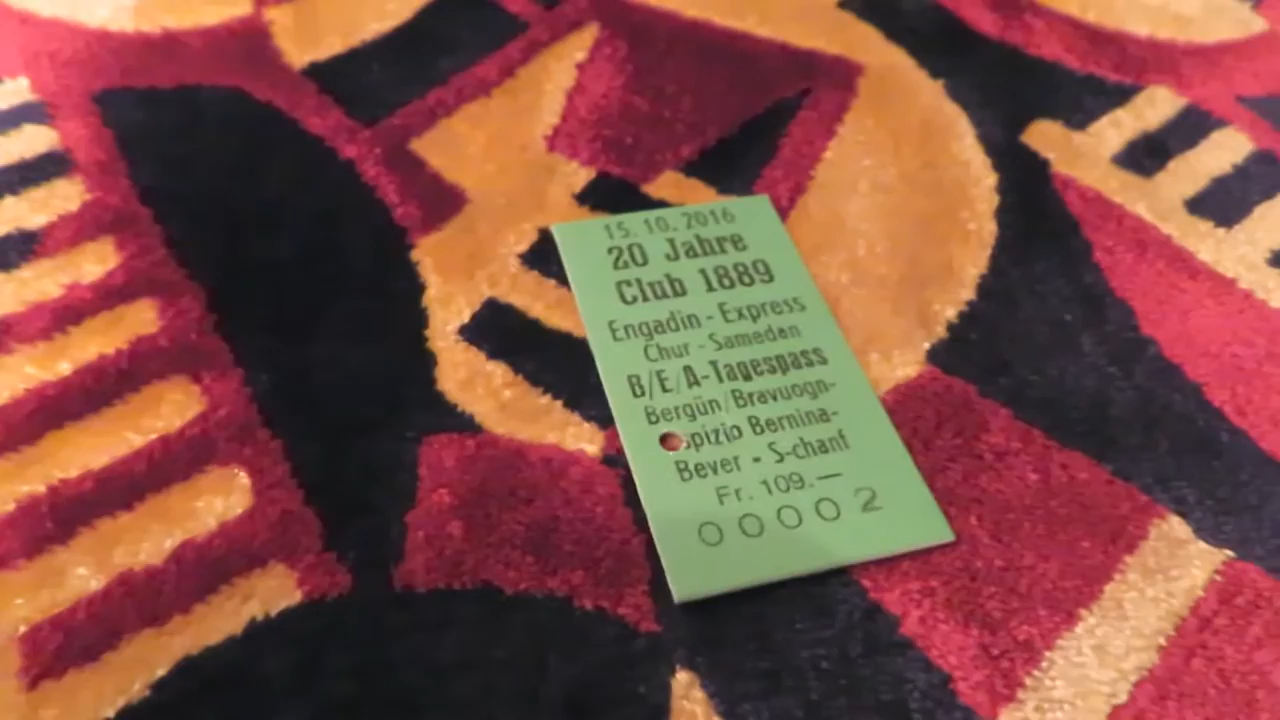 15.10.2016
20 Jahre
Club 1889
Engadin - Express
Chur - Samedan
B/E/A-Tagespass
Bergün/Bravuogn-
spizio Bernina-
Bever - S-chanf
Fr. 109.—
00002